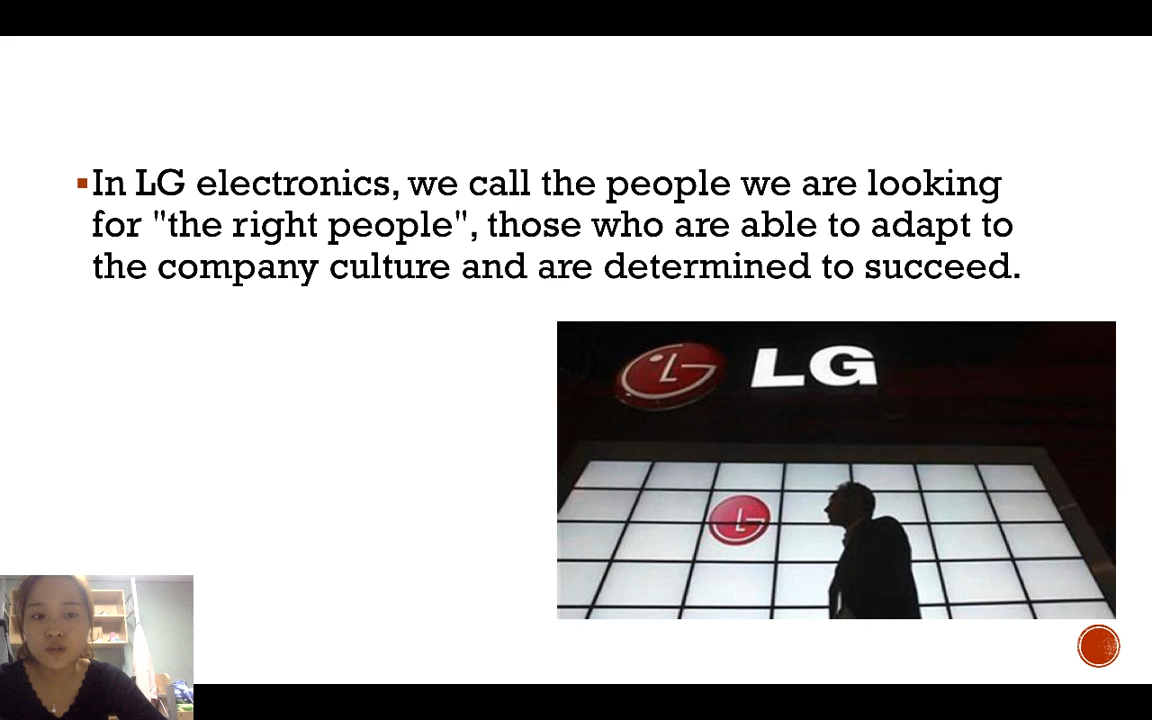 In LG electronics, we call the people we are looking
for "the right people", those who are able to adapt to
the company culture and are determined to succeed.
LG